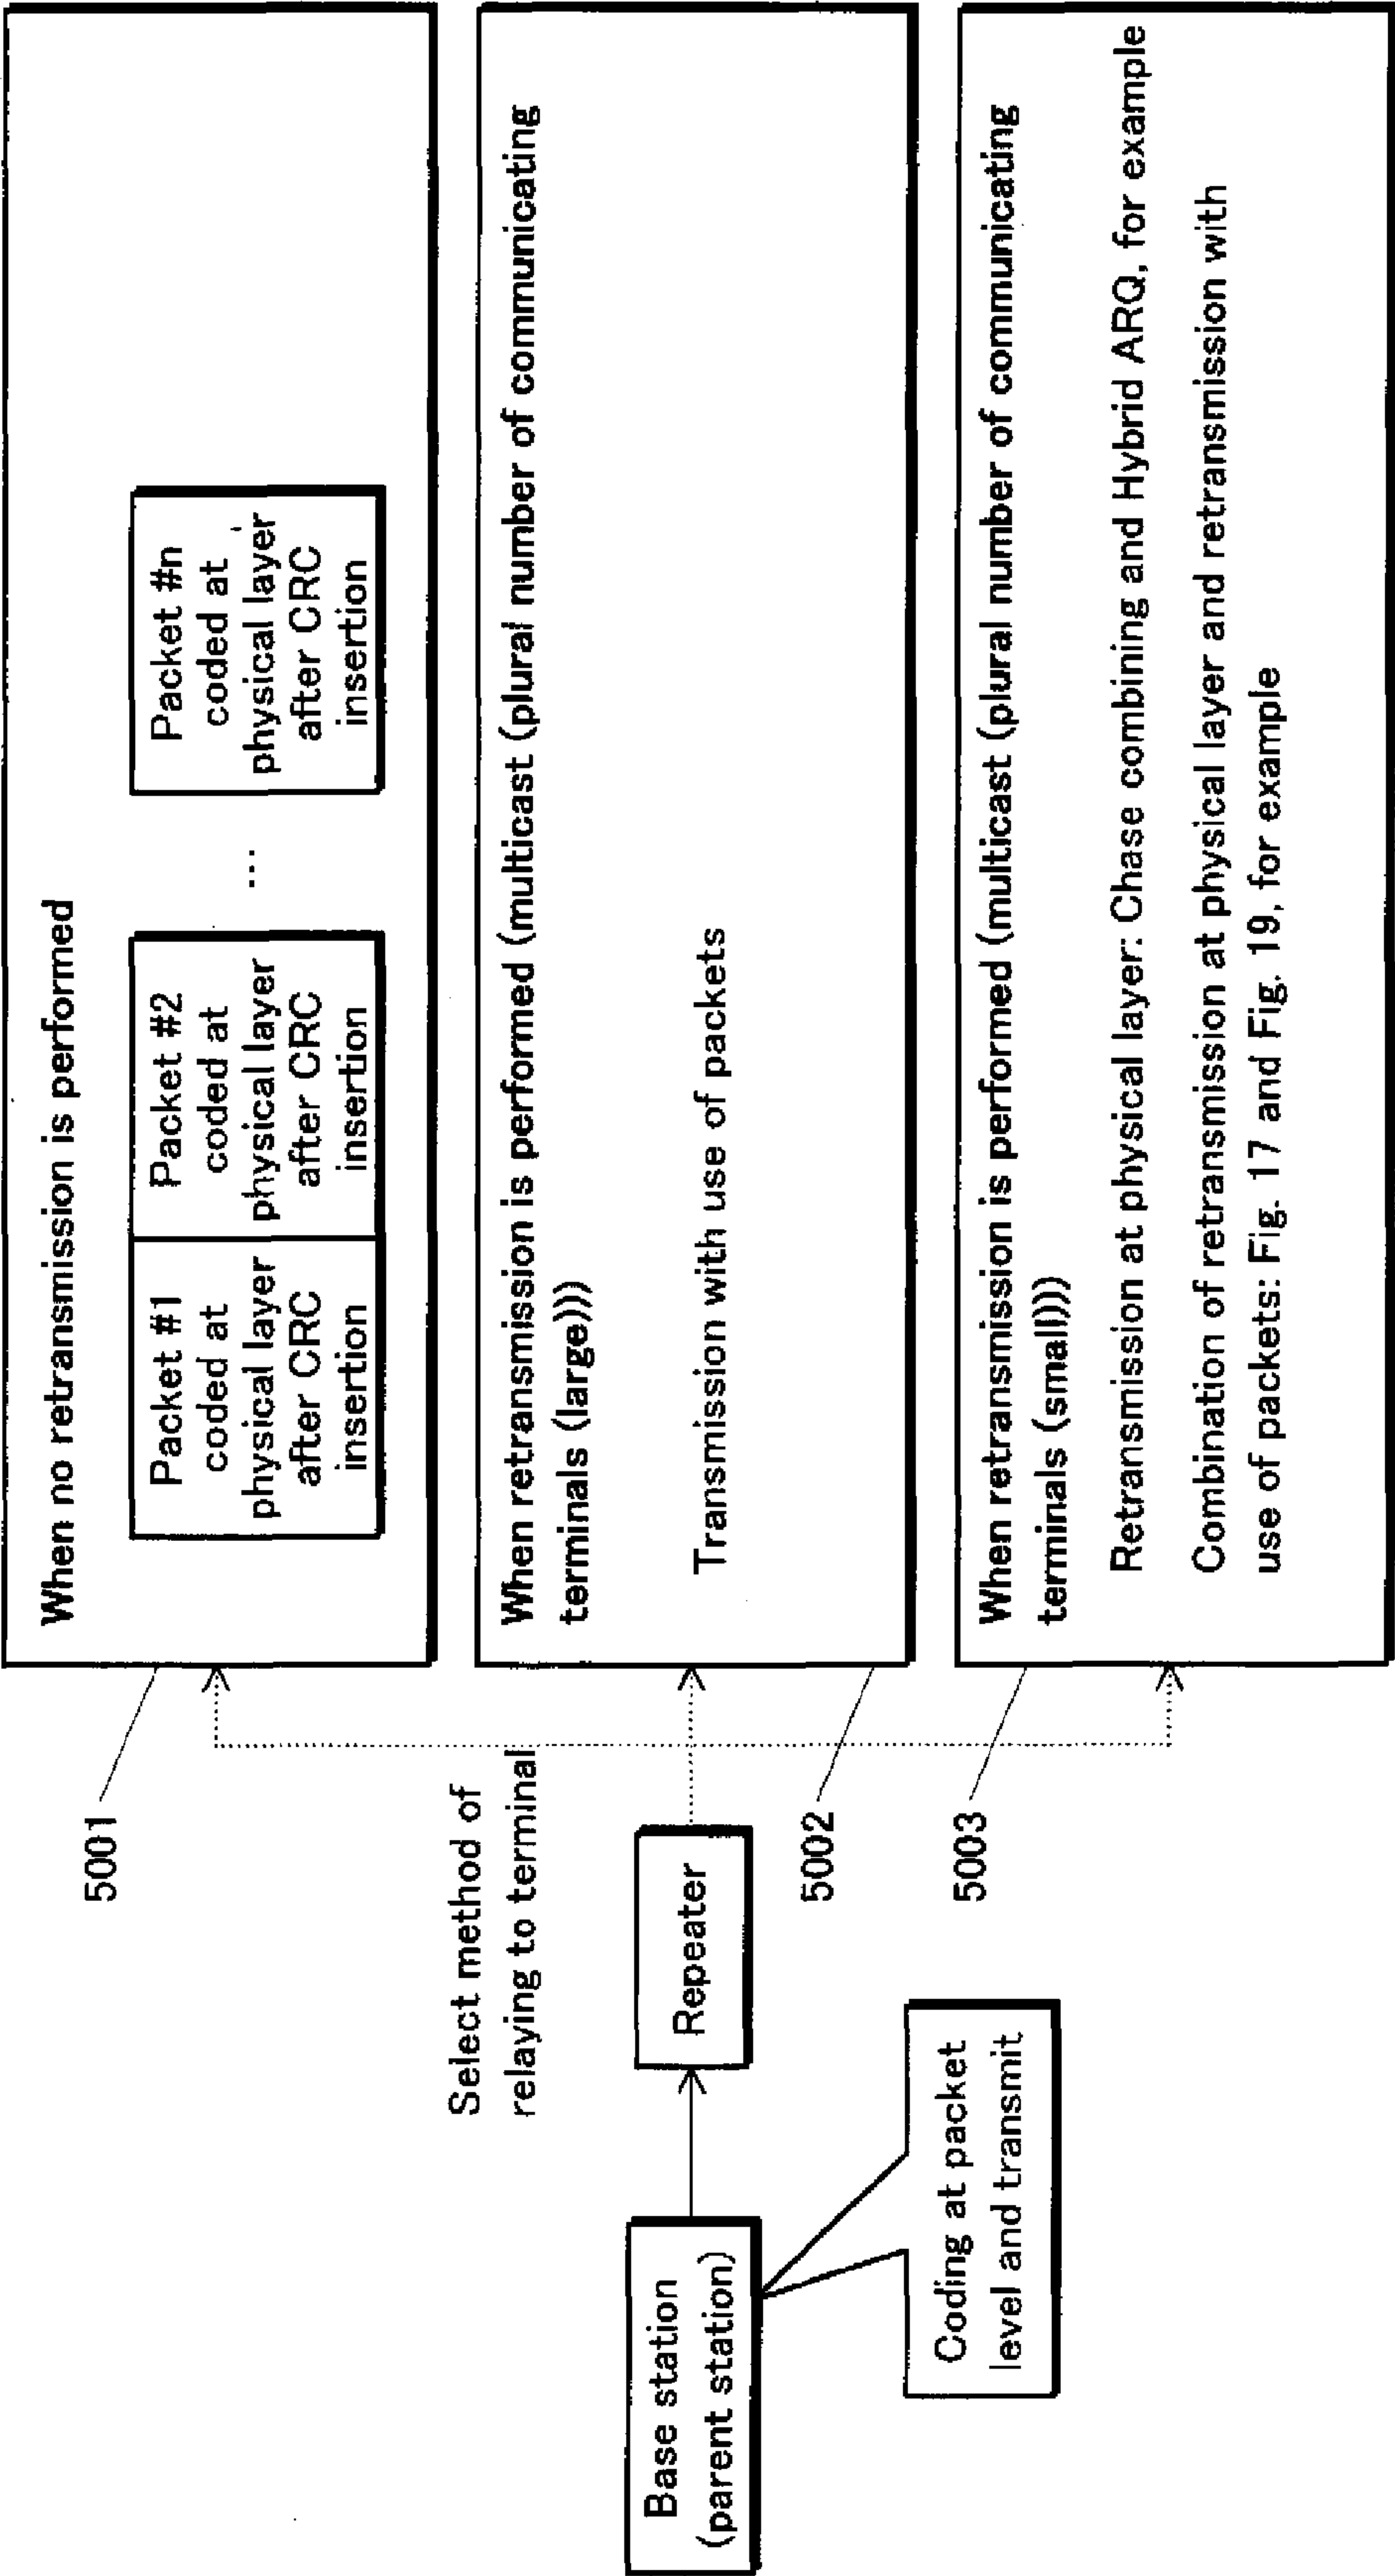 Base station
(parent station)
Coding at packet
level and transmit
Repeater
Select method of
relaying to terminal
5001
When no retransmission is performed
Packet #1
coded at
physical layer
after CRC
insertion
Packet #2
coded at
physical layer
after CRC
insertion
...
Packet #n
coded at
physical layer
after CRC
insertion
5002
When retransmission is performed (multicast (plural number of communicating
terminals (large)))
Transmission with use of packets
5003
When retransmission is performed (multicast (plural number of communicating
terminals (small)))
Retransmission at physical layer: Chase combining and Hybrid ARQ, for example
Combination of retransmission at physical layer and retransmission with
use of packets: Fig. 17 and Fig. 19, for example